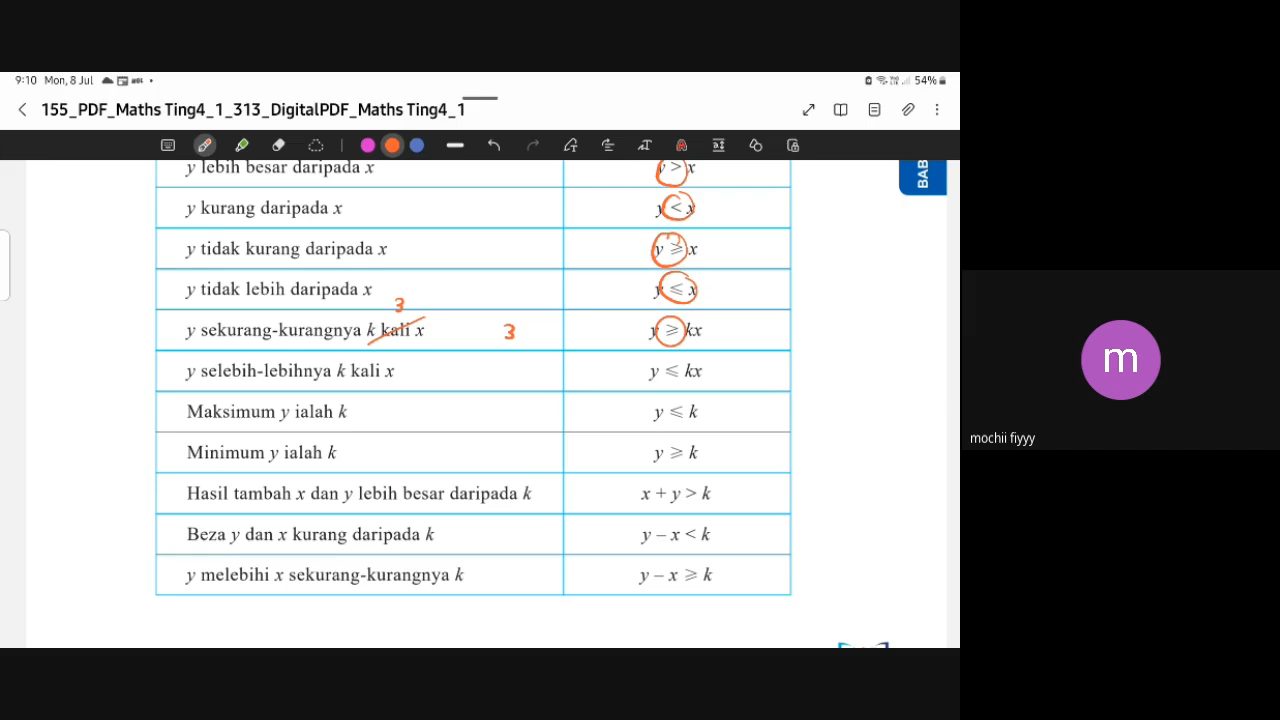 9:10 Mon, 8 Jul
54%
155_PDF_Maths Ting4_1_313_DigitalPDF_Maths Ting4_1
BAB
y lebih besar daripada x y > x
y kurang daripada x y < x
y tidak kurang daripada x y ⩾ x
y tidak lebih daripada x y ⩽ x
3
y sekurang-kurangnya k kali x 3 y ⩾ kx
y selebih-lebihnya k kali x y ⩽ kx
Maksimum y ialah k y ⩽ k
Minimum y ialah k y ⩾ k
Hasil tambah x dan y lebih besar daripada k x + y > k
Beza y dan x kurang daripada k y – x < k
y melebihi x sekurang-kurangnya k y – x ⩾ k
m
mochii fiyyy